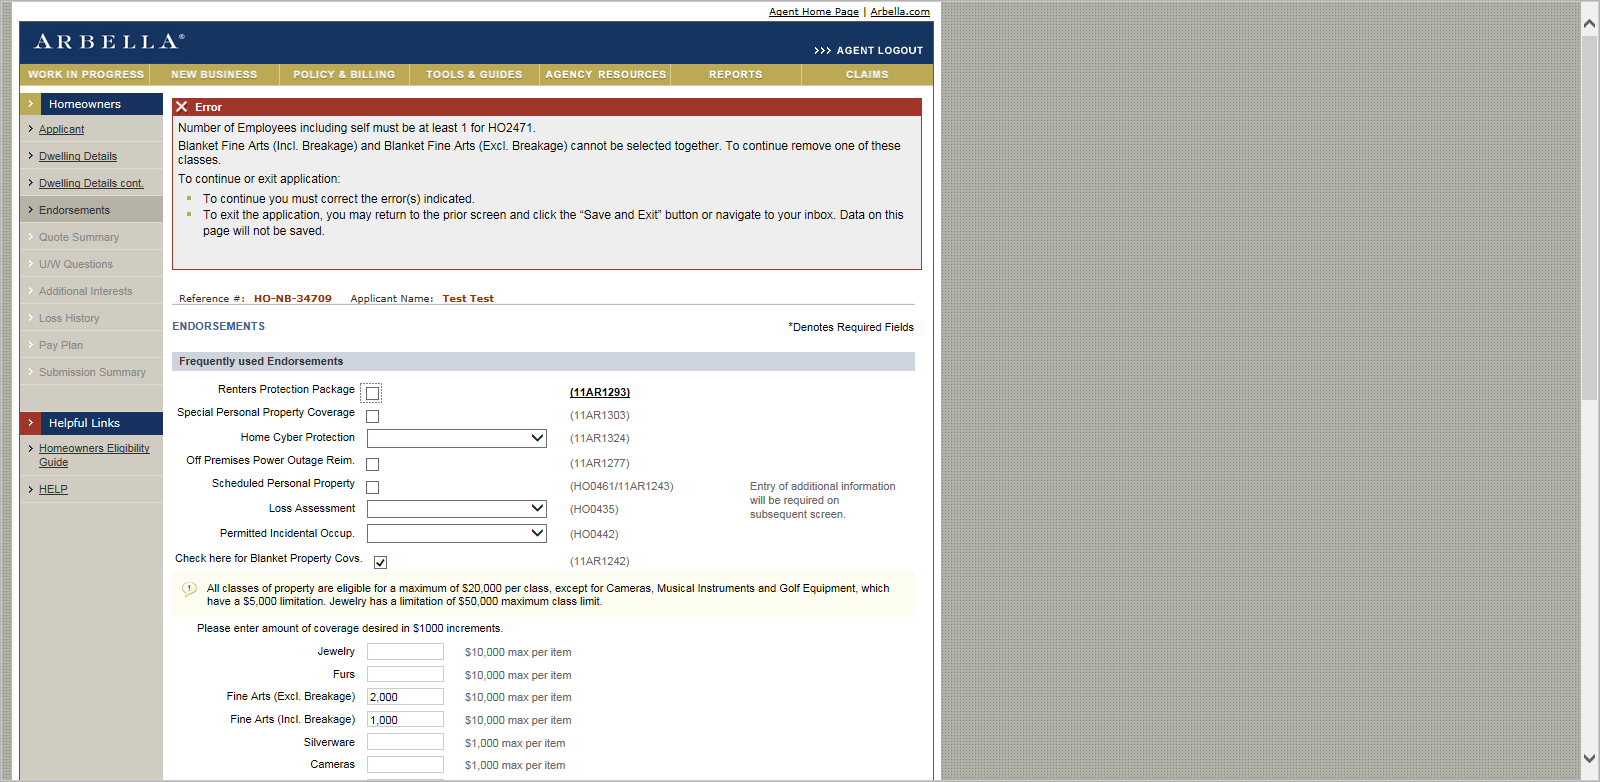 Agent Home Page | Arbella.com
ARBELLA®
>>> AGENT LOGOUT
WORK IN PROGRESS NEW BUSINESS POLICY & BILLING TOOLS & GUIDES AGENCY RESOURCES REPORTS CLAIMS
Homeowners
Applicant
Dwelling Details
Dwelling Details cont.
Endorsements
Quote Summary
U/W Questions
Additional Interests
Loss History
Pay Plan
Submission Summary
Helpful Links
Homeowners Eligibility
Guide
HELP
Error
Number of Employees including self must be at least 1 for HO2471.
Blanket Fine Arts (Incl. Breakage) and Blanket Fine Arts (Excl. Breakage) cannot be selected together. To continue remove one of these
classes.
To continue or exit application:
To continue you must correct the error(s) indicated.
To exit the application, you may return to the prior screen and click the “Save and Exit” button or navigate to your inbox. Data on this
page will not be saved.
Reference #: HO-NB-34709 Applicant Name: Test Test
ENDORSEMENTS
*Denotes Required Fields
Frequently used Endorsements
Renters Protection Package (11AR1293)
Special Personal Property Coverage (11AR1303)
Home Cyber Protection (11AR1324)
Off Premises Power Outage Reim. (11AR1277)
Scheduled Personal Property (HO0461/11AR1243) Entry of additional information
will be required on
subsequent screen.
Loss Assessment (HO0435)
Permitted Incidental Occup. (HO0442)
Check here for Blanket Property Covs. (11AR1242)
All classes of property are eligible for a maximum of $20,000 per class, except for Cameras, Musical Instruments and Golf Equipment, which
have a $5,000 limitation. Jewelry has a limitation of $50,000 maximum class limit.
Please enter amount of coverage desired in $1000 increments.
Jewelry $10,000 max per item
Furs $10,000 max per item
Fine Arts (Excl. Breakage) 2,000 $10,000 max per item
Fine Arts (Incl. Breakage) 1,000 $10,000 max per item
Silverware $1,000 max per item
Cameras $1,000 max per item